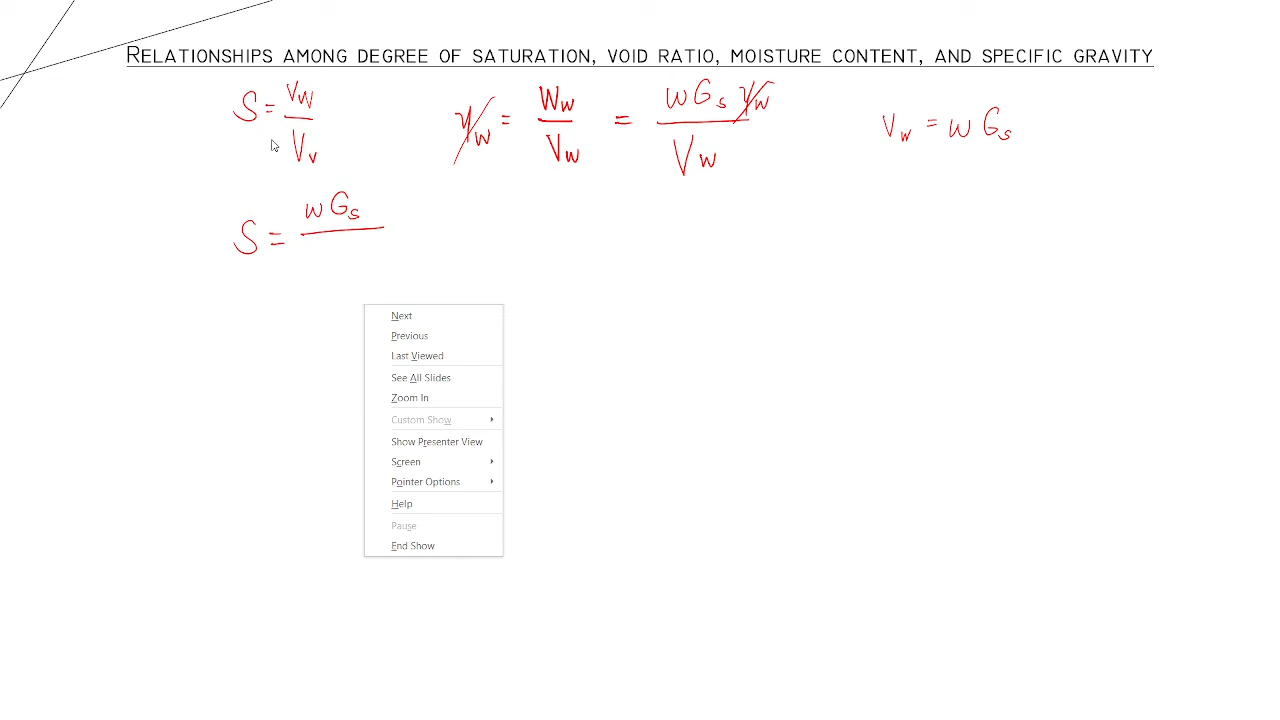 RELATIONSHIPS AMONG DEGREE OF SATURATION, VOID RATIO, MOISTURE CONTENT, AND SPECIFIC GRAVITY
S = Vw / Vv
γw = Ww / Vw = w Gs γw / Vw
Vw = w Gs
S = w Gs
Next
Previous
Last Viewed
See All Slides
Zoom In
Custom Show
Show Presenter View
Screen
Pointer Options
Help
Pause
End Show